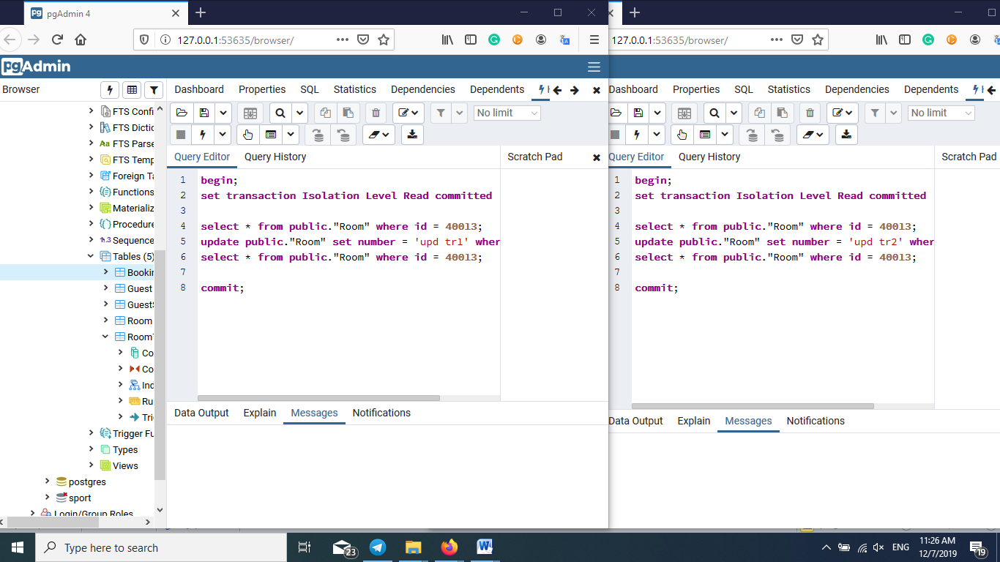 pgAdmin 4
127.0.0.1:53635/browser/
127.0.0.1:53635/browser/
pgAdmin
Browser
Dashboard Properties SQL Statistics Dependencies Dependents
Dashboard Properties SQL Statistics Dependencies Dependents
FTS Confi
FTS Dictio
Aa FTS Parse
FTS Temp
Foreign Ta
Functions
Materializ
Procedure
1..3 Sequence
Tables (5)
Bookin
Guest
GuestS
Room
RoomT
Co
Co
Ind
Ru
Tri
Trigger Fu
Types
Views
postgres
sport
Login/Group Roles
No limit
No limit
Query Editor Query History Scratch Pad
1 begin;
2 set transaction Isolation Level Read committed
3
4 select * from public."Room" where id = 40013;
5 update public."Room" set number = 'upd tr1' wher
6 select * from public."Room" where id = 40013;
7
8 commit;
Data Output Explain Messages Notifications
Query Editor Query History Scratch Pad
1 begin;
2 set transaction Isolation Level Read committed
3
4 select * from public."Room" where id = 40013;
5 update public."Room" set number = 'upd tr2' wher
6 select * from public."Room" where id = 40013;
7
8 commit;
Data Output Explain Messages Notifications
Type here to search
23
ENG
11:26 AM
12/7/2019
19